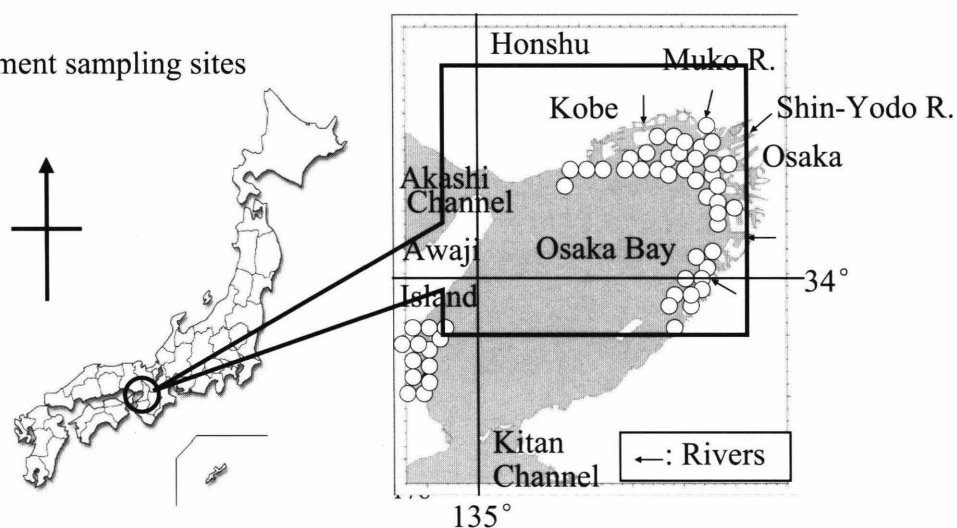 ment sampling sites
Honshu
Muko R.
Kobe
Shin-Yodo R.
Osaka
Akashi
Channel
Awaji
Osaka Bay
34°
Island
Kitan
Channel
: Rivers
135°